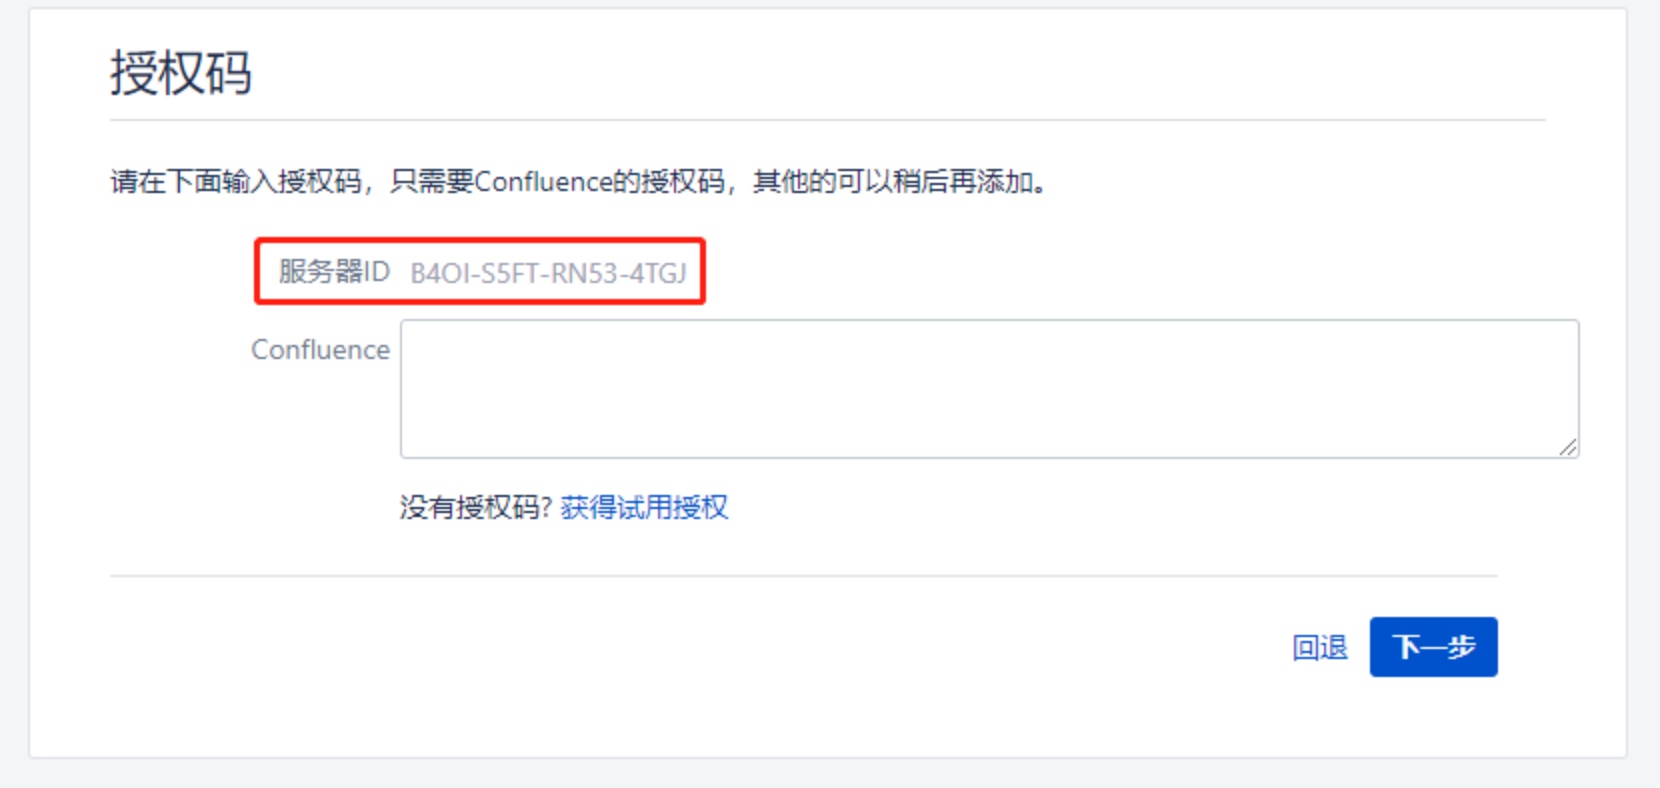 授权码
请在下面输入授权码，只需要Confluence的授权码，其他的可以稍后再添加。
服务器ID B4OI-S5FT-RN53-4TGJ
Confluence
没有授权码? 获得试用授权
回退 下一步